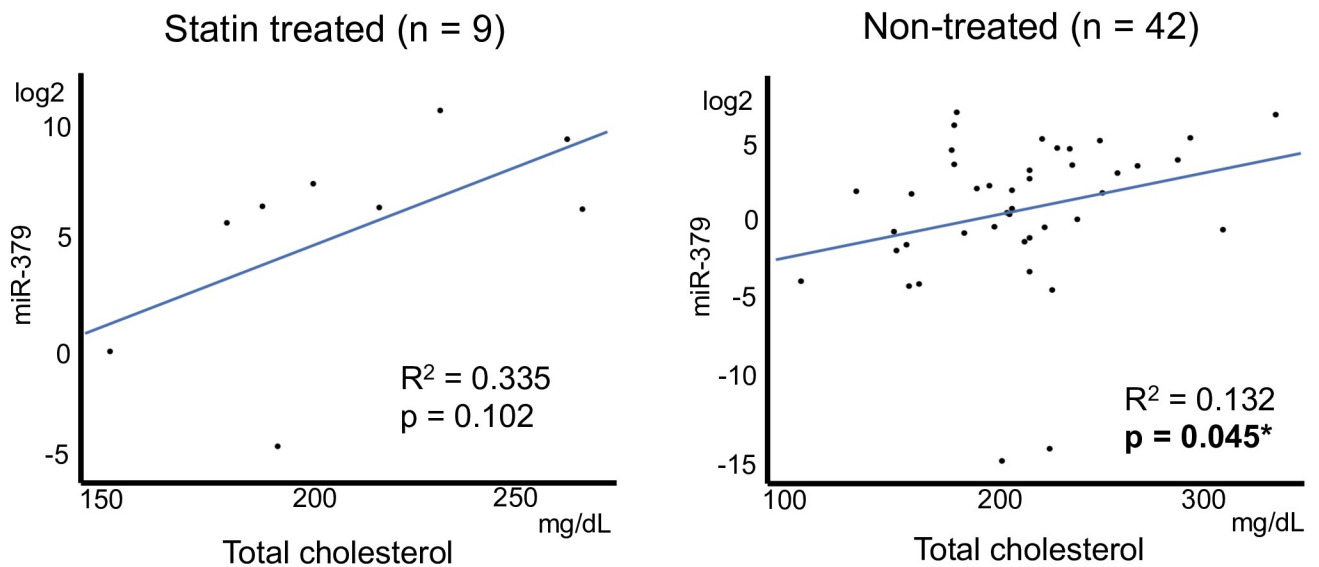 Statin treated (n = 9)
log2
10
5
0
-5
miR-379
R² = 0.335
p = 0.102
150
200
250
mg/dL
Total cholesterol
Non-treated (n = 42)
log2
5
0
-5
-10
-15
miR-379
R² = 0.132
p = 0.045*
100
200
300
mg/dL
Total cholesterol